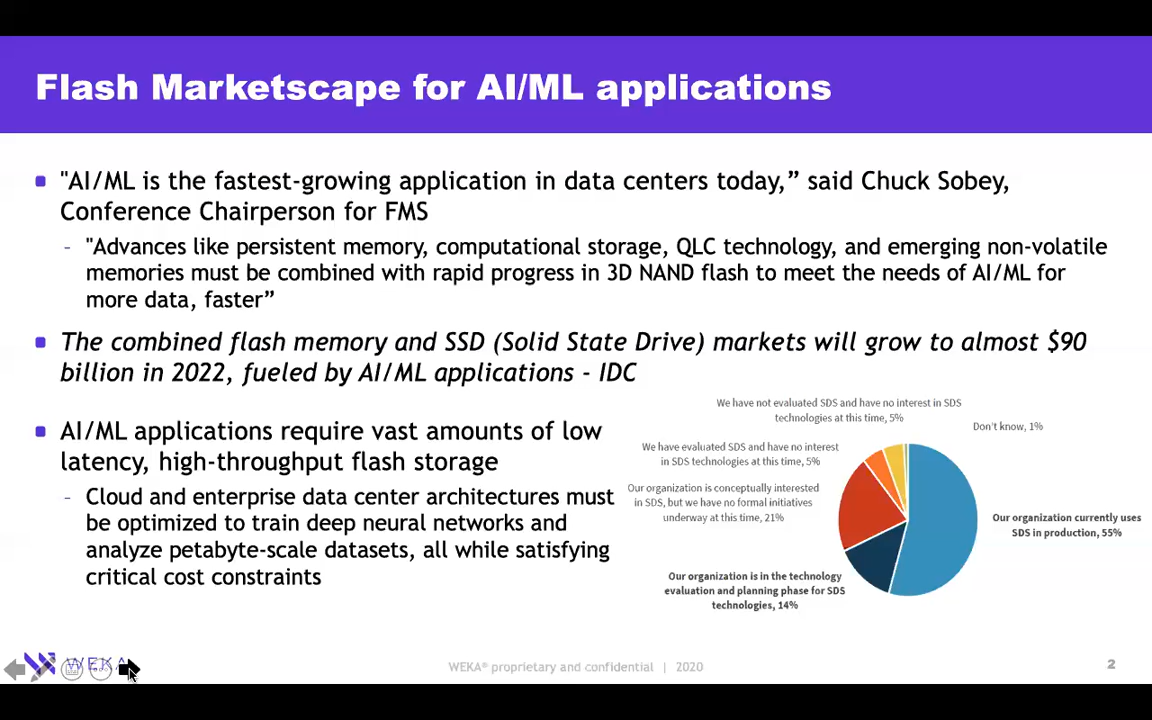 Flash Marketscape for AI/ML applications
"AI/ML is the fastest-growing application in data centers today,” said Chuck Sobey,
Conference Chairperson for FMS
- "Advances like persistent memory, computational storage, QLC technology, and emerging non-volatile
memories must be combined with rapid progress in 3D NAND flash to meet the needs of AI/ML for
more data, faster”
The combined flash memory and SSD (Solid State Drive) markets will grow to almost $90
billion in 2022, fueled by AI/ML applications - IDC
AI/ML applications require vast amounts of low
latency, high-throughput flash storage
- Cloud and enterprise data center architectures must
be optimized to train deep neural networks and
analyze petabyte-scale datasets, all while satisfying
critical cost constraints
We have not evaluated SDS and have no interest in SDS
technologies at this time, 5%
Don't know, 1%
We have evaluated SDS and have no interest
in SDS technologies at this time, 5%
Our organization is conceptually interested
in SDS, but we have no formal initiatives
underway at this time, 21%
Our organization currently uses
SDS in production, 55%
Our organization is in the technology
evaluation and planning phase for SDS
technologies, 14%
WEKA
WEKA® proprietary and confidential | 2020
2